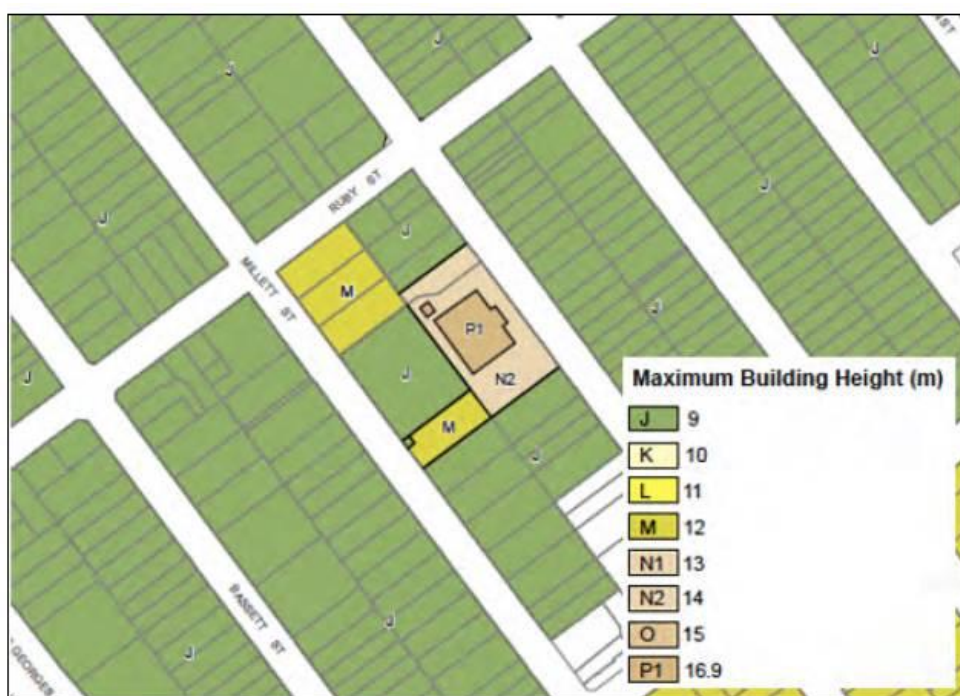 J
J
J
J
RUBY ST
J
J
MILLETT ST
M
P1
J
J
J
N2
M
J
BASSETT ST
J
J
GEORGES
Maximum Building Height (m)
J 9
K 10
L 11
M 12
N1 13
N2 14
O 15
P1 16.9